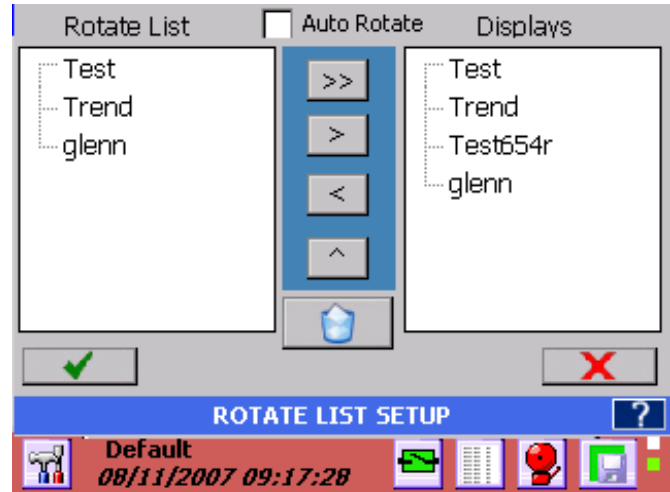 Rotate List
Auto Rotate
Displays
Test
Trend
glenn
>>
>
<
^
Test
Trend
Test654r
glenn
ROTATE LIST SETUP
?
Default
08/11/2007 09:17:28